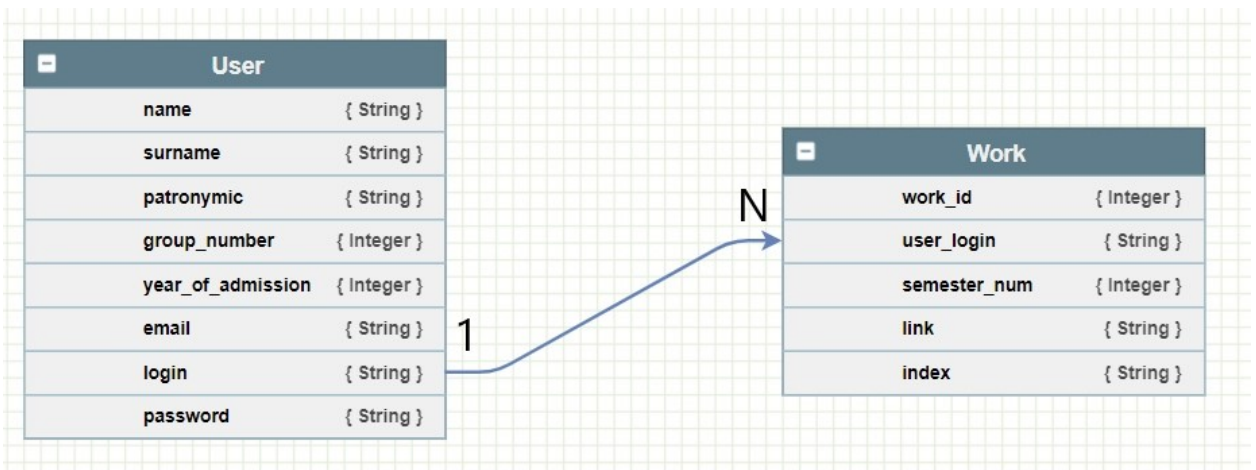 User
name { String }
surname { String }
patronymic { String }
group_number { Integer }
year_of_admission { Integer }
email { String }
login { String }
password { String }
1
N
Work
work_id { Integer }
user_login { String }
semester_num { Integer }
link { String }
index { String }